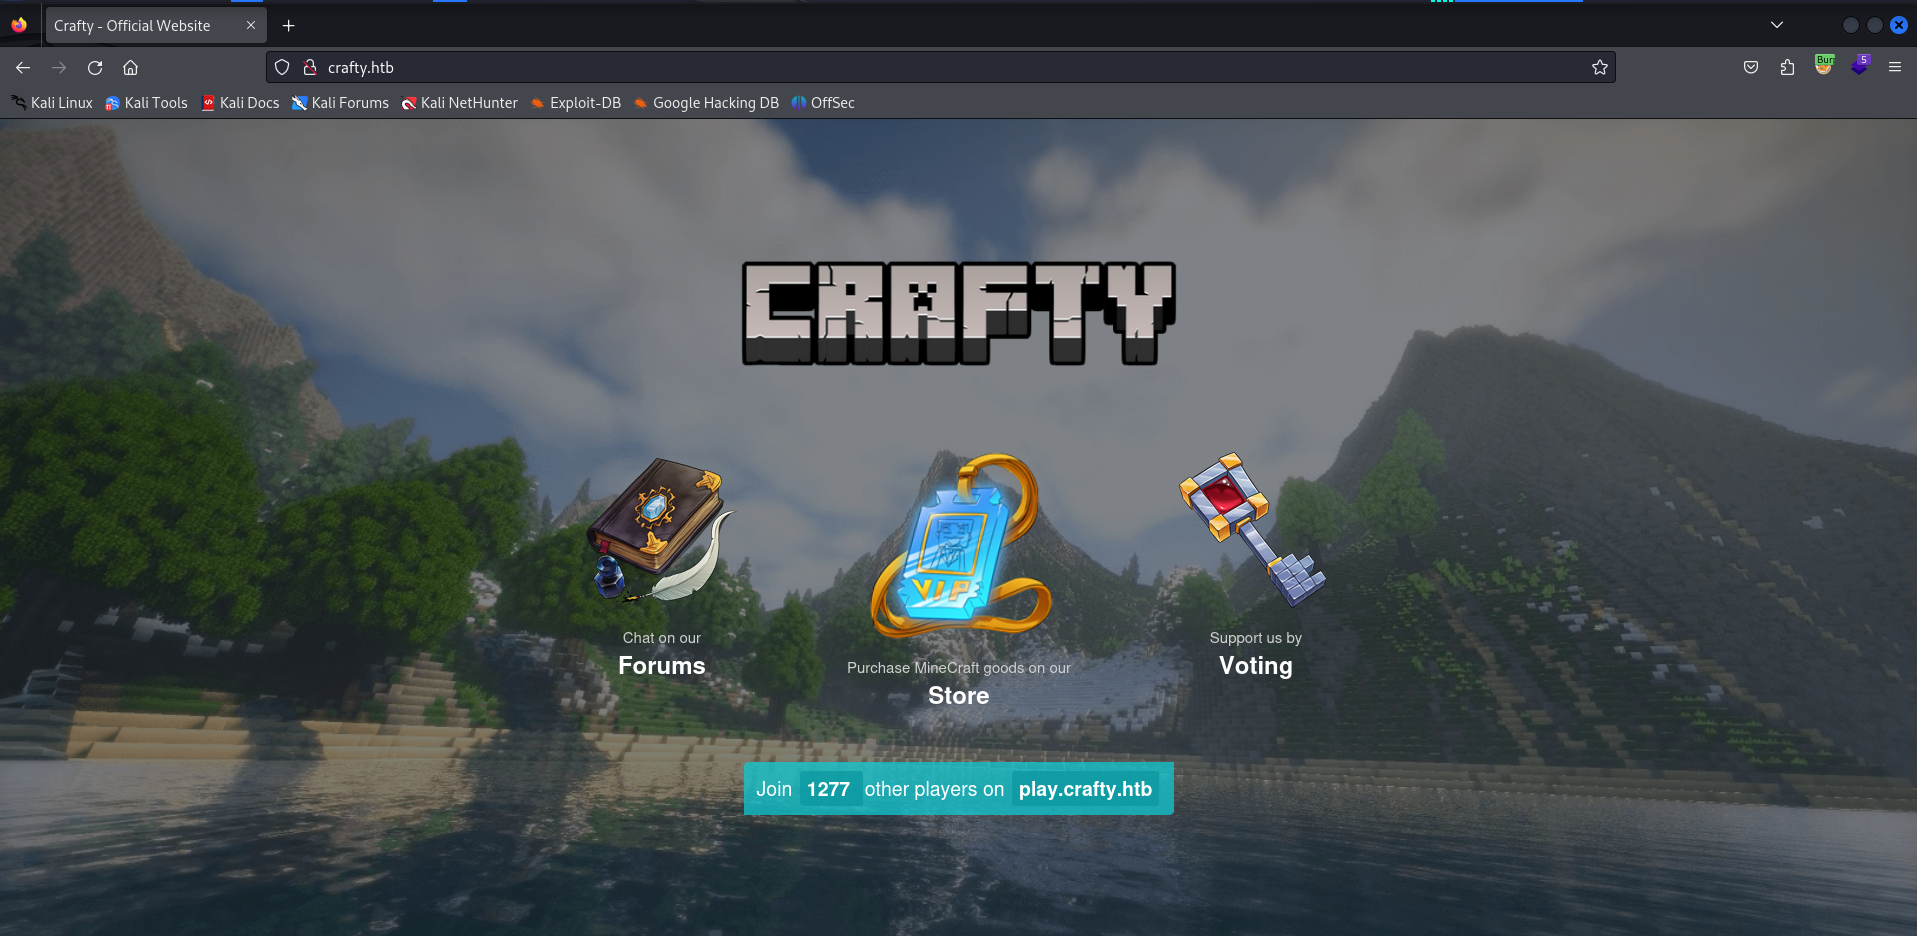 Crafty - Official Website
crafty.htb
Burp
5
Kali Linux Kali Tools Kali Docs Kali Forums Kali NetHunter Exploit-DB Google Hacking DB OffSec
CRAFTY
VIP
Chat on our
Forums
Purchase MineCraft goods on our
Store
Support us by
Voting
Join 1277 other players on play.crafty.htb